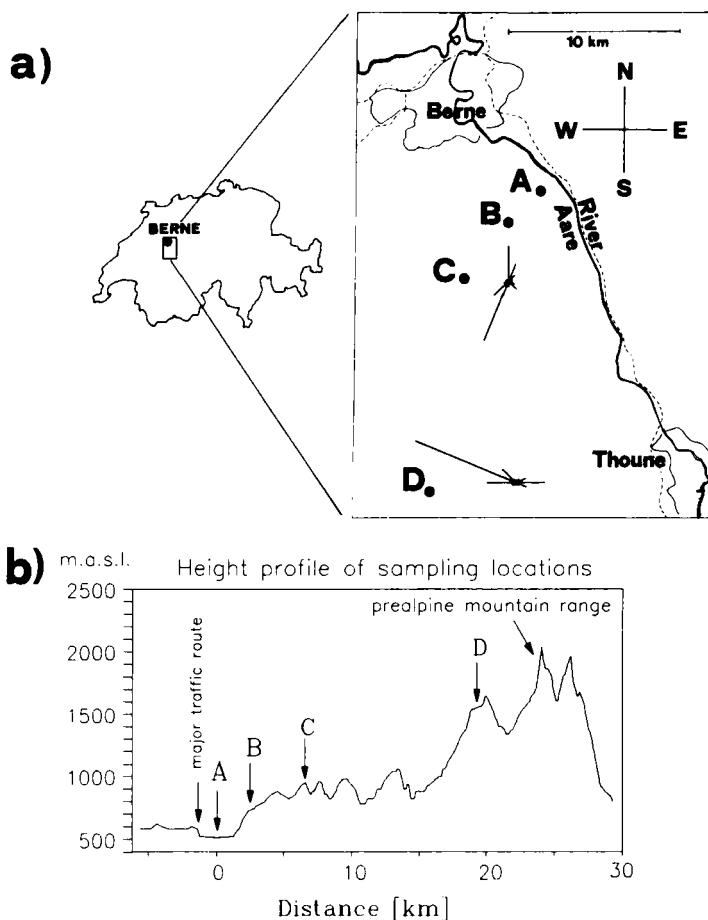 a)
BERNE
10 km
N
W E
S
Berne
A
B
C
River
Aare
Thoune
D
b)
m.a.s.l.
Height profile of sampling locations
2500
2000
1500
1000
500
major traffic route
A
B
C
D
prealpine mountain range
0 10 20 30
Distance [km]